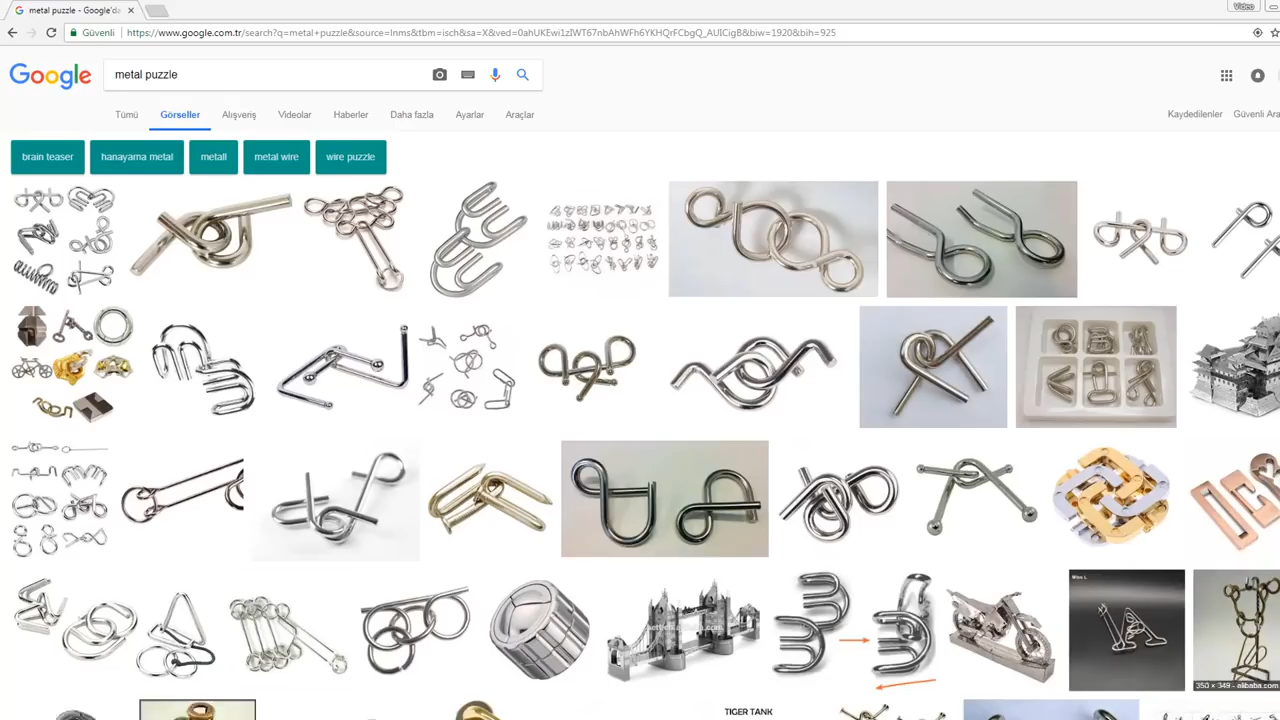 metal puzzle - Google'da
Video
Güvenli
https://www.google.com.tr/search?q=metal+puzzle&source=lnms&tbm=isch&sa=X&ved=0ahUKEwi1zIWT67nbAhWFh6YKHQrFCbgQ_AUICigB&biw=1920&bih=925
Google
metal puzzle
Tümü
Görseller
Alışveriş
Videolar
Haberler
Daha fazla
Ayarlar
Araçlar
Kaydedilenler
Güvenli Ara
brain teaser
hanayama metal
metall
metal wire
wire puzzle
350 × 349 - alibaba.com
TIGER TANK